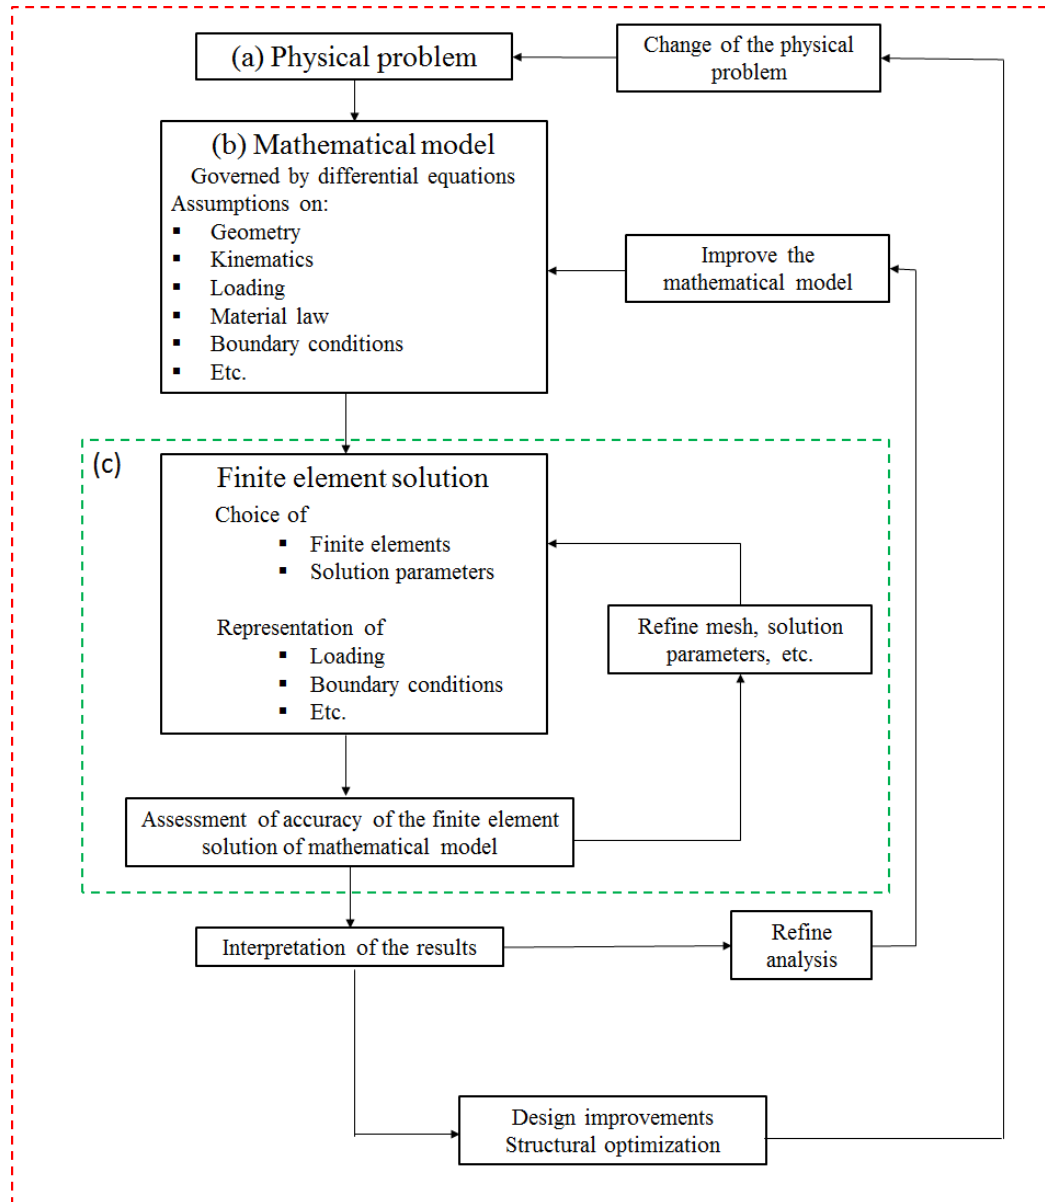 (a) Physical problem
Change of the physical
problem
(b) Mathematical model
Governed by differential equations
Assumptions on:
▪ Geometry
▪ Kinematics
▪ Loading
▪ Material law
▪ Boundary conditions
▪ Etc.
Improve the
mathematical model
(c)
Finite element solution
Choice of
▪ Finite elements
▪ Solution parameters
Representation of
▪ Loading
▪ Boundary conditions
▪ Etc.
Refine mesh, solution
parameters, etc.
Assessment of accuracy of the finite element
solution of mathematical model
Interpretation of the results
Refine
analysis
Design improvements
Structural optimization